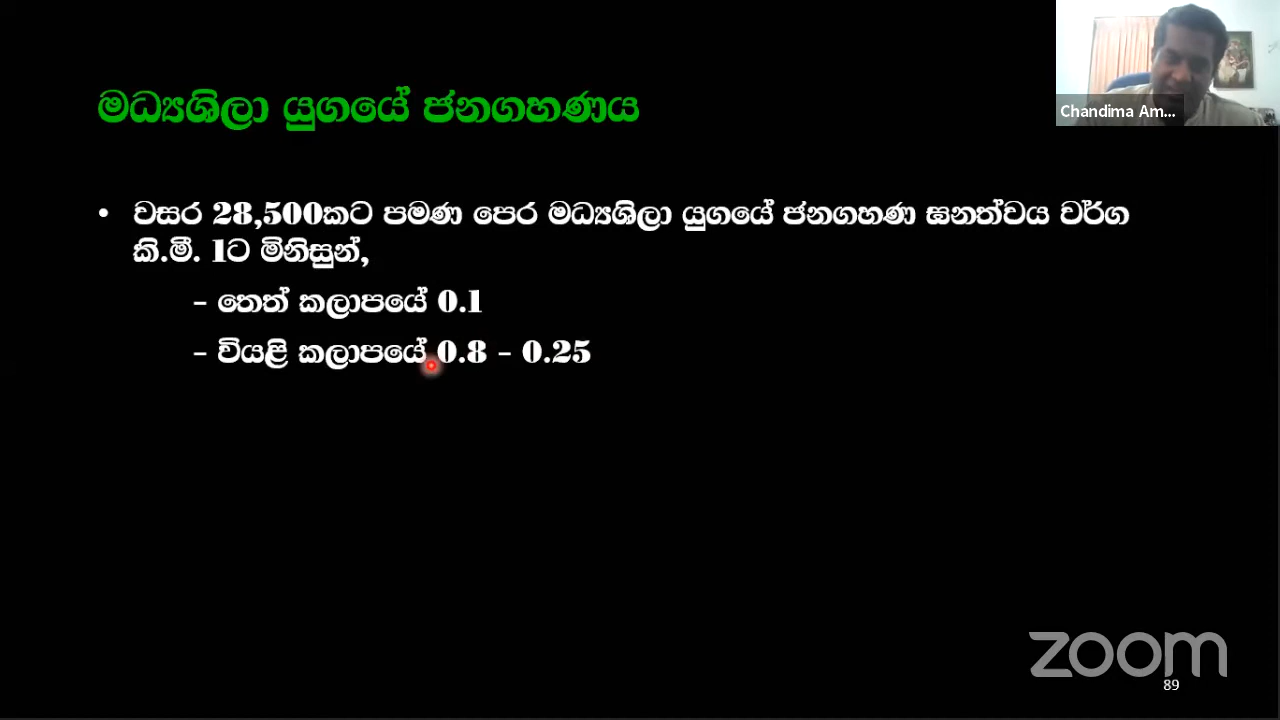 Chandima Am...
මධ්‍යශිලා යුගයේ ජනගහණය
• වසර 28,500කට පමණ පෙර මධ්‍යශිලා යුගයේ ජනගහණ ඝනත්වය වර්ග
කි.මී. 1ට මිනිසුන්,
– තෙත් කලාපයේ 0.1
– වියළි කලාපයේ 0.8 – 0.25
zoom
89